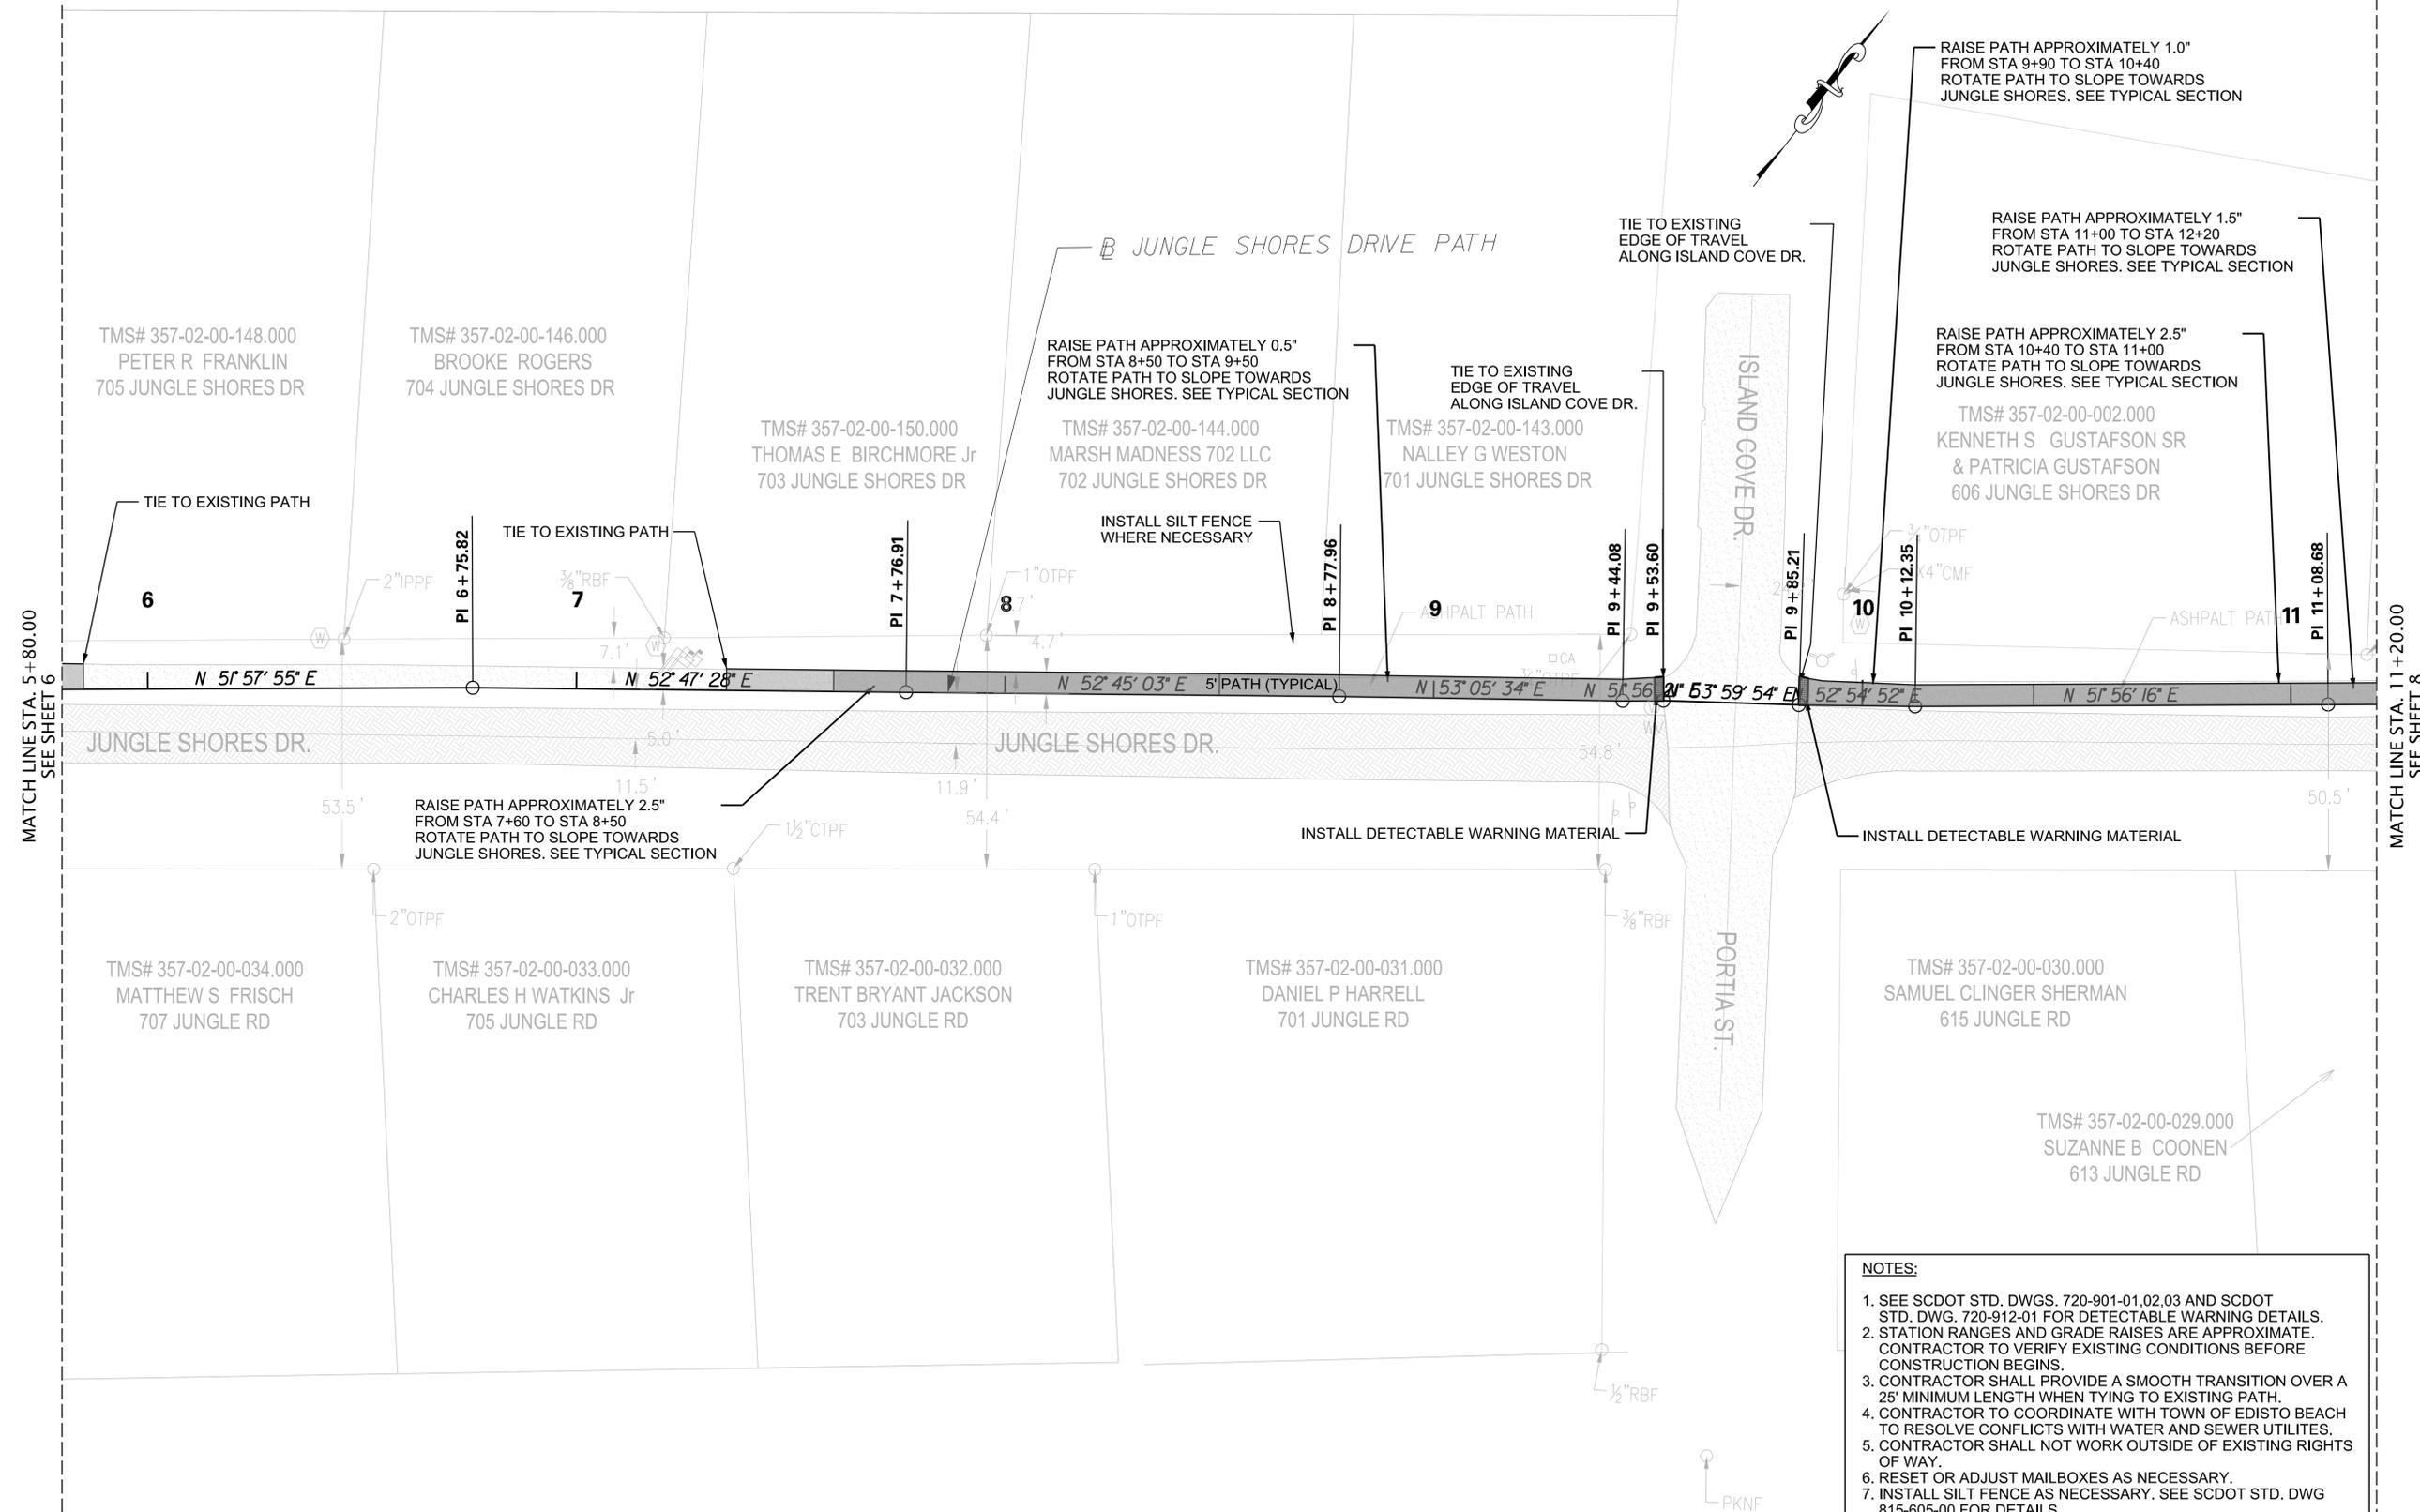 RAISE PATH APPROXIMATELY 1.0"
FROM STA 9+90 TO STA 10+40
ROTATE PATH TO SLOPE TOWARDS
JUNGLE SHORES. SEE TYPICAL SECTION
RAISE PATH APPROXIMATELY 1.5"
FROM STA 11+00 TO STA 12+20
ROTATE PATH TO SLOPE TOWARDS
JUNGLE SHORES. SEE TYPICAL SECTION
TIE TO EXISTING
EDGE OF TRAVEL
ALONG ISLAND COVE DR.
JUNGLE SHORES DRIVE PATH
TMS# 357-02-00-148.000
PETER R FRANKLIN
705 JUNGLE SHORES DR
TMS# 357-02-00-146.000
BROOKE ROGERS
704 JUNGLE SHORES DR
RAISE PATH APPROXIMATELY 0.5"
FROM STA 8+50 TO STA 9+50
ROTATE PATH TO SLOPE TOWARDS
JUNGLE SHORES. SEE TYPICAL SECTION
TIE TO EXISTING
EDGE OF TRAVEL
ALONG ISLAND COVE DR.
RAISE PATH APPROXIMATELY 2.5"
FROM STA 10+40 TO STA 11+00
ROTATE PATH TO SLOPE TOWARDS
JUNGLE SHORES. SEE TYPICAL SECTION
TMS# 357-02-00-150.000
THOMAS E BIRCHMORE Jr
703 JUNGLE SHORES DR
TMS# 357-02-00-144.000
MARSH MADNESS 702 LLC
702 JUNGLE SHORES DR
TMS# 357-02-00-143.000
NALLEY G WESTON
701 JUNGLE SHORES DR
ISLAND COVE DR.
TMS# 357-02-00-002.000
KENNETH S GUSTAFSON SR
& PATRICIA GUSTAFSON
606 JUNGLE SHORES DR
TIE TO EXISTING PATH
TIE TO EXISTING PATH
INSTALL SILT FENCE
WHERE NECESSARY
PI 6+75.82
PI 7+76.91
PI 8+77.96
PI 9+44.08
PI 9+53.60
PI 9+85.21
PI 10+12.35
PI 11+08.68
2"IPPF
3/8"RBF
1"OTPF
3/4"OTPF
X4"CMF
6
7
8
9
10
11
7.1'
4.7'
ASHPALT PATH
ASHPALT PATH
W
W
W
CA
N 51° 57' 55" E
N 52° 47' 28" E
N 52° 45' 03" E
5' PATH (TYPICAL)
N 53° 05' 34" E
N 51° 56'
53° 59' 54" E
52° 54' 52" E
N 51° 56' 16" E
MATCH LINE STA. 5+80.00
SEE SHEET 6
MATCH LINE STA. 11+20.00
SEE SHEET 8
JUNGLE SHORES DR.
JUNGLE SHORES DR.
5.0'
11.5'
11.9'
53.5'
54.4'
54.8'
50.5'
RAISE PATH APPROXIMATELY 2.5"
FROM STA 7+60 TO STA 8+50
ROTATE PATH TO SLOPE TOWARDS
JUNGLE SHORES. SEE TYPICAL SECTION
1½"CTPF
INSTALL DETECTABLE WARNING MATERIAL
INSTALL DETECTABLE WARNING MATERIAL
2"OTPF
1"OTPF
3/8"RBF
PORTIA ST.
TMS# 357-02-00-034.000
MATTHEW S FRISCH
707 JUNGLE RD
TMS# 357-02-00-033.000
CHARLES H WATKINS Jr
705 JUNGLE RD
TMS# 357-02-00-032.000
TRENT BRYANT JACKSON
703 JUNGLE RD
TMS# 357-02-00-031.000
DANIEL P HARRELL
701 JUNGLE RD
TMS# 357-02-00-030.000
SAMUEL CLINGER SHERMAN
615 JUNGLE RD
TMS# 357-02-00-029.000
SUZANNE B COONEN
613 JUNGLE RD
½"RBF
PKNF
NOTES:
1. SEE SCDOT STD. DWGS. 720-901-01,02,03 AND SCDOT
STD. DWG. 720-912-01 FOR DETECTABLE WARNING DETAILS.
2. STATION RANGES AND GRADE RAISES ARE APPROXIMATE.
CONTRACTOR TO VERIFY EXISTING CONDITIONS BEFORE
CONSTRUCTION BEGINS.
3. CONTRACTOR SHALL PROVIDE A SMOOTH TRANSITION OVER A
25' MINIMUM LENGTH WHEN TYING TO EXISTING PATH.
4. CONTRACTOR TO COORDINATE WITH TOWN OF EDISTO BEACH
TO RESOLVE CONFLICTS WITH WATER AND SEWER UTILITES.
5. CONTRACTOR SHALL NOT WORK OUTSIDE OF EXISTING RIGHTS
OF WAY.
6. RESET OR ADJUST MAILBOXES AS NECESSARY.
7. INSTALL SILT FENCE AS NECESSARY. SEE SCDOT STD. DWG
815-605-00 FOR DETAILS